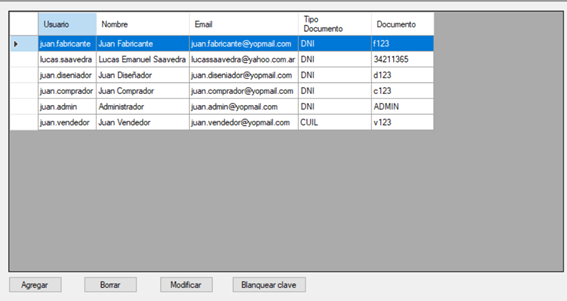 Usuario Nombre Email Tipo Documento Documento
juan.fabricante Juan Fabricante juan.fabricante@yopmail.com DNI f123
lucas.saavedra Lucas Emanuel Saavedra lucassaavedra@yahoo.com.ar DNI 34211365
juan.diseniador Juan Diseñador juan.diseniador@yopmail.com DNI d123
juan.comprador Juan Comprador juan.comprador@yopmail.com DNI c123
juan.admin Administrador juan.admin@yopmail.com DNI ADMIN
juan.vendedor Juan Vendedor juan.vendedor@yopmail.com CUIL v123
Agregar Borrar Modificar Blanquear clave